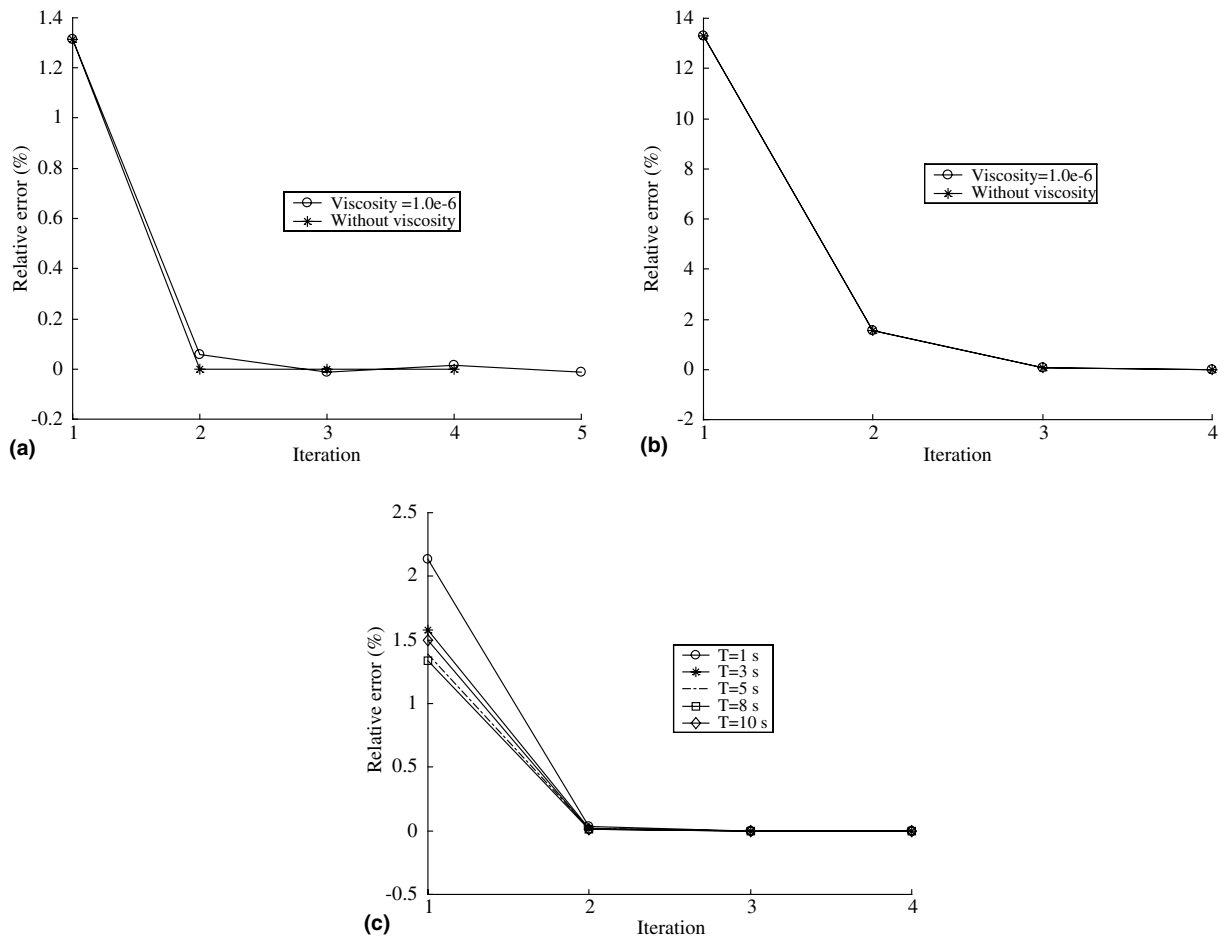 1.4
1.2
1
0.8
0.6
0.4
0.2
0
-0.2
Relative error (%)
Viscosity =1.0e-6
Without viscosity
1 2 3 4 5
Iteration
(a)
14
12
10
8
6
4
2
0
-2
Relative error (%)
Viscosity=1.0e-6
Without viscosity
1 2 3 4
Iteration
(b)
2.5
2
1.5
1
0.5
0
-0.5
Relative error (%)
T=1 s
T=3 s
T=5 s
T=8 s
T=10 s
1 2 3 4
Iteration
(c)